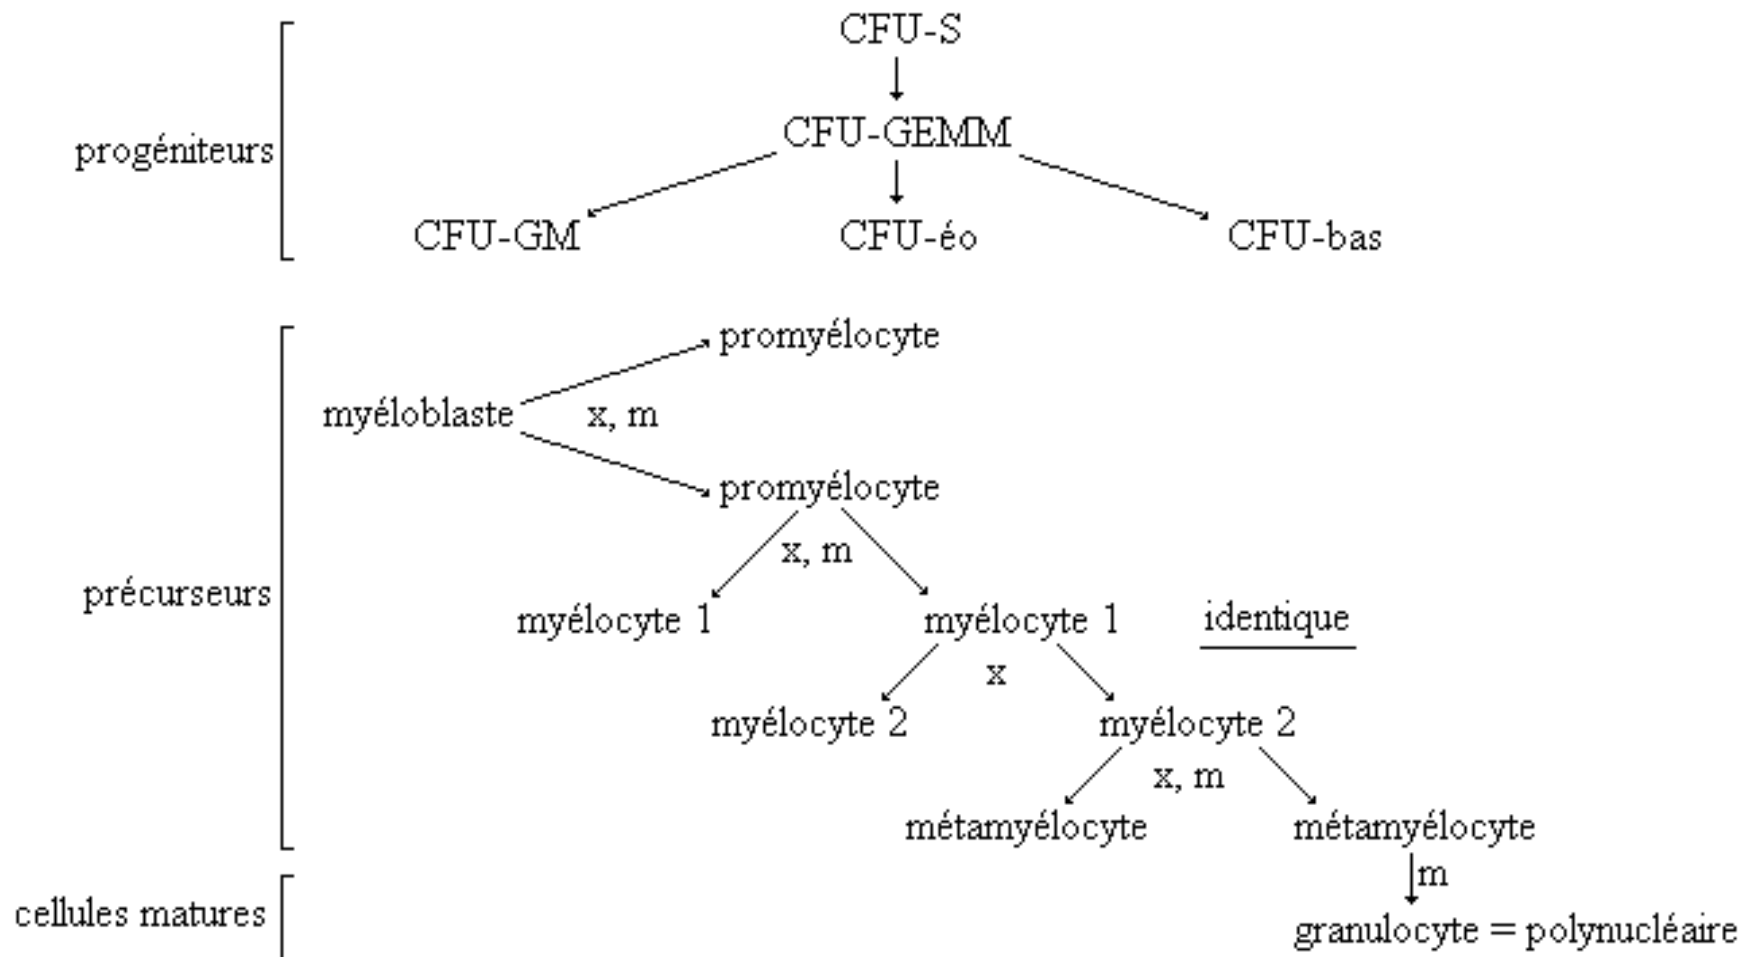 CFU-S
progéniteurs
CFU-GEMM
CFU-GM CFU-éo CFU-bas
promyélocyte
myéloblaste x, m
promyélocyte
x, m
précurseurs
myélocyte 1 myélocyte 1 identique
x
myélocyte 2 myélocyte 2
x, m
métamyélocyte métamyélocyte
m
cellules matures
granulocyte = polynucléaire